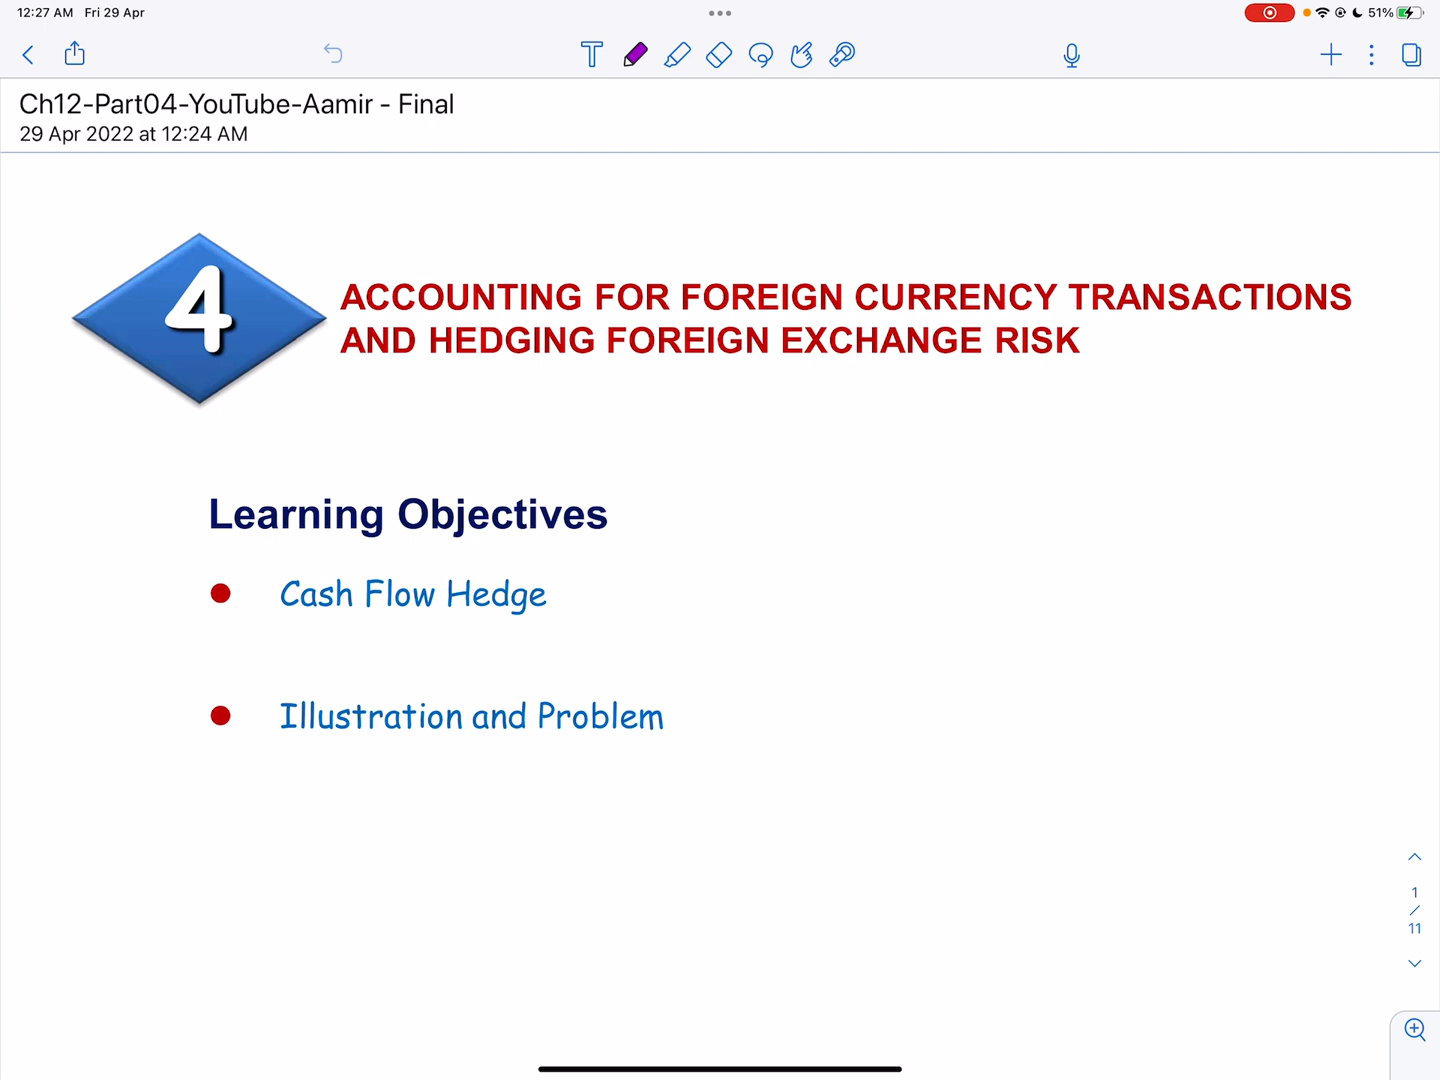 12:27 AM Fri 29 Apr
51%
Ch12-Part04-YouTube-Aamir - Final
29 Apr 2022 at 12:24 AM
4
ACCOUNTING FOR FOREIGN CURRENCY TRANSACTIONS
AND HEDGING FOREIGN EXCHANGE RISK
Learning Objectives
● Cash Flow Hedge
● Illustration and Problem
1
/
11